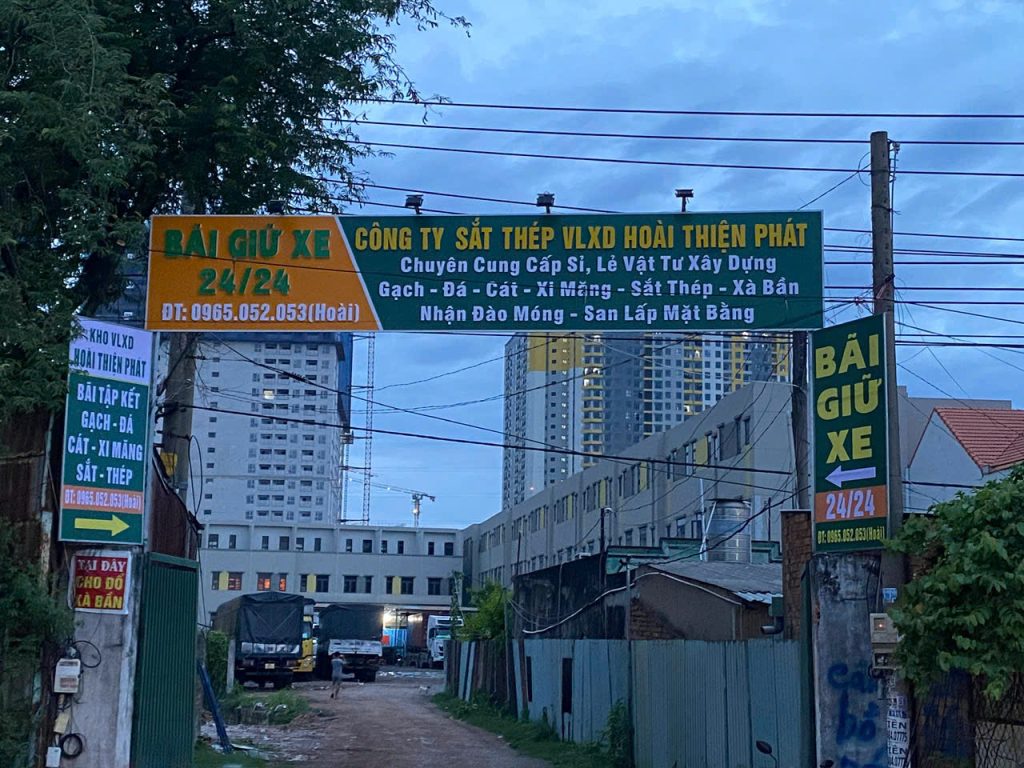 BÃI GIỮ XE
24/24
ĐT: 0965.052.053(Hoài)
CÔNG TY SẮT THÉP VLXD HOÀI THIỆN PHÁT
Chuyên Cung Cấp Sỉ, Lẻ Vật Tư Xây Dựng
Gạch - Đá - Cát - Xi Măng - Sắt Thép - Xà Bần
Nhận Đào Móng - San Lấp Mặt Bằng
KHO VLXD
HOÀI THIỆN PHÁT
BÃI TẬP KẾT
GẠCH - ĐÁ
CÁT - XI MĂNG
SẮT - THÉP
ĐT: 0965.052.053(Hoài)
TẠI ĐÂY
CHO ĐỔ
XÀ BẦN
BÃI
GIỮ
XE
24/24
ĐT: 0965.052.053(Hoài)